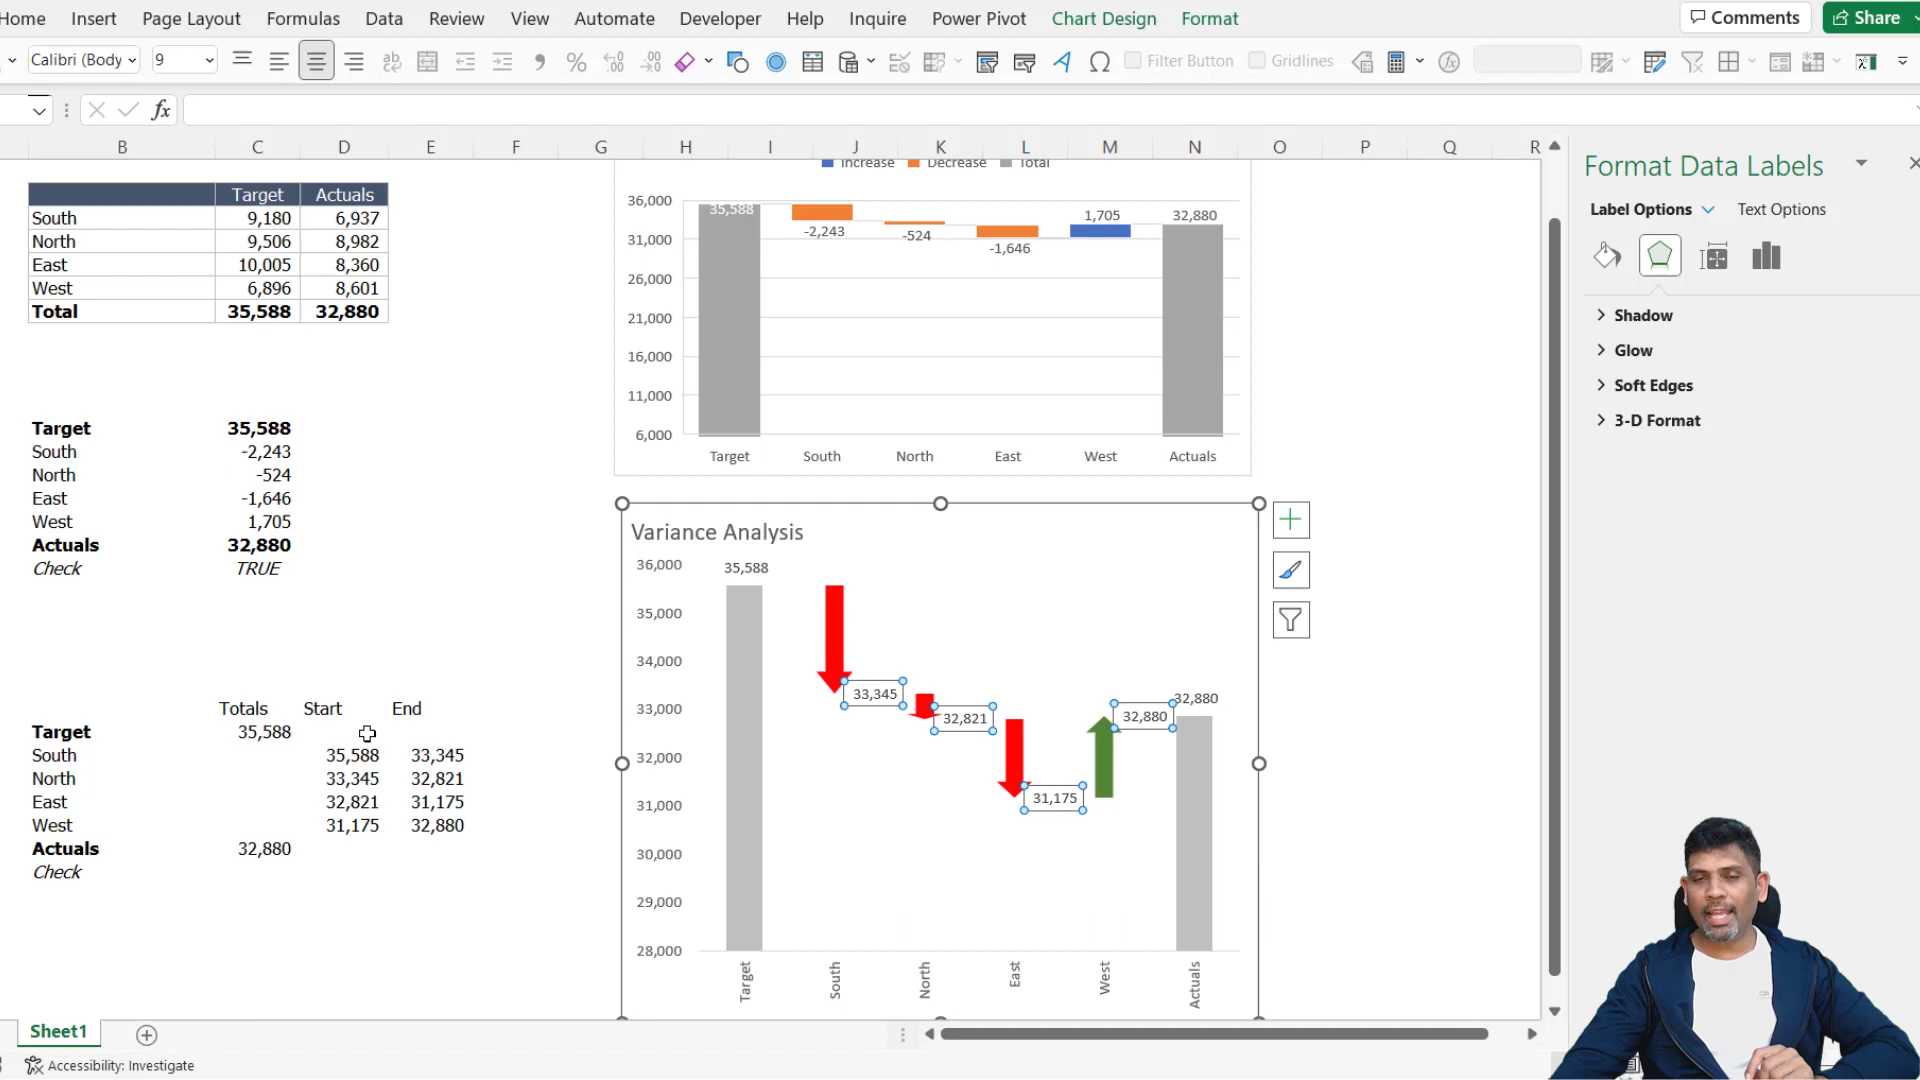 Home Insert Page Layout Formulas Data Review View Automate Developer Help Inquire Power Pivot Chart Design Format Comments Share
Calibri (Body 9 Filter Button Gridlines
fx
B C D E F G H I J K L M N O P Q R
Target Actuals
South 9,180 6,937
North 9,506 8,982
East 10,005 8,360
West 6,896 8,601
Total 35,588 32,880
Target 35,588
South -2,243
North -524
East -1,646
West 1,705
Actuals 32,880
Check TRUE
Totals Start End
Target 35,588
South 35,588 33,345
North 33,345 32,821
East 32,821 31,175
West 31,175 32,880
Actuals 32,880
Check
Increase Decrease Total
36,000
31,000
26,000
21,000
16,000
11,000
6,000
35,588 -2,243 -524 -1,646 1,705 32,880
Target South North East West Actuals
Variance Analysis
36,000
35,000
34,000
33,000
32,000
31,000
30,000
29,000
28,000
35,588
33,345
32,821
31,175
32,880
32,880
Target South North East West Actuals
Format Data Labels
Label Options Text Options
Shadow
Glow
Soft Edges
3-D Format
Sheet1
Accessibility: Investigate